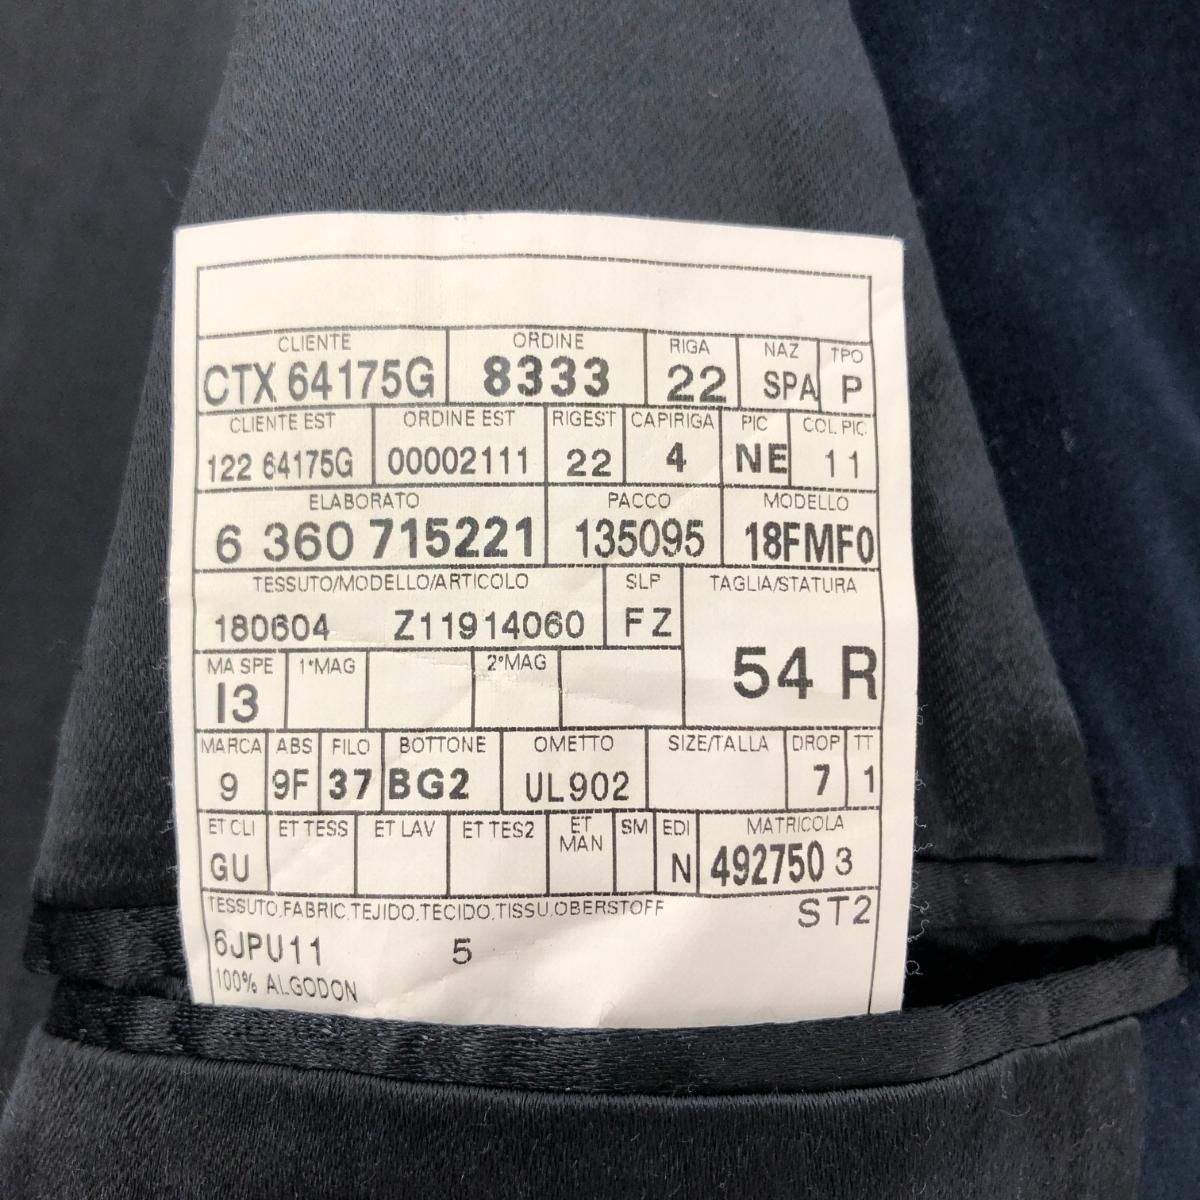 CLIENTE ORDINE RIGA NAZ TPO
CTX 64175G 8333 22 SPA P
CLIENTE EST ORDINE EST RIGEST CAPIRIGA PIC COL PIC
122 64175G 00002111 22 4 NE 11
ELABORATO PACCO MODELLO
6 360 715221 135095 18FMF0
TESSUTO/MODELLO/ARTICOLO SLP TAGLIA/STATURA
180604 Z11914060 FZ
54 R
MA SPE 1°MAG 2°MAG
I3
MARCA ABS FILO BOTTONE OMETTO SIZE/TALLA DROP TT
9 9F 37 BG2 UL902 7 1
ET CLI ET TESS ET LAV ET TES2 ET MAN SM EDI MATRICOLA
GU N 492750 3
TESSUTO,FABRIC,TEJIDO,TECIDO,TISSU,OBERSTOFF ST2
6JPU11 5
100% ALGODON